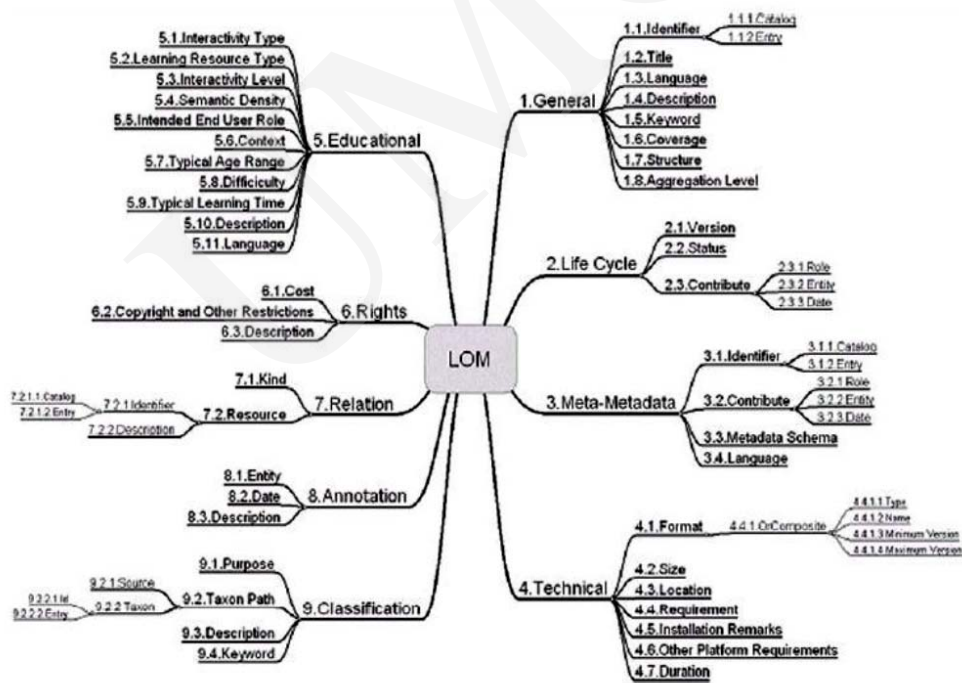 LOM
1.General
1.1.Identifier
1.1.1.Catalog
1.1.2.Entry
1.2.Title
1.3.Language
1.4.Description
1.5.Keyword
1.6.Coverage
1.7.Structure
1.8.Aggregation Level
2.Life Cycle
2.1.Version
2.2.Status
2.3.Contribute
2.3.1.Role
2.3.2.Entity
2.3.3.Date
3.Meta-Metadata
3.1.Identifier
3.1.1.Catalog
3.1.2.Entry
3.2.Contribute
3.2.1.Role
3.2.2.Entity
3.2.3.Date
3.3.Metadata Schema
3.4.Language
4.Technical
4.1.Format
4.4.1.OrComposite
4.4.1.1.Type
4.4.1.2.Name
4.4.1.3.Minimum Version
4.4.1.4.Maximum Version
4.2.Size
4.3.Location
4.4.Requirement
4.5.Installation Remarks
4.6.Other Platform Requirements
4.7.Duration
5.Educational
5.1.Interactivity Type
5.2.Learning Resource Type
5.3.Interactivity Level
5.4.Semantic Density
5.5.Intended End User Role
5.6.Context
5.7.Typical Age Range
5.8.Difficiculty
5.9.Typical Learning Time
5.10.Description
5.11.Language
6.Rights
6.1.Cost
6.2.Copyright and Other Restrictions
6.3.Description
7.Relation
7.1.Kind
7.2.Resource
7.2.1.Identifier
7.2.1.1.Catalog
7.2.1.2.Entry
7.2.2.Description
8.Annotation
8.1.Entity
8.2.Date
8.3.Description
9.Classification
9.1.Purpose
9.2.Taxon Path
9.2.1.Source
9.2.2.Taxon
9.2.2.1.Id
9.2.2.2.Entry
9.3.Description
9.4.Keyword